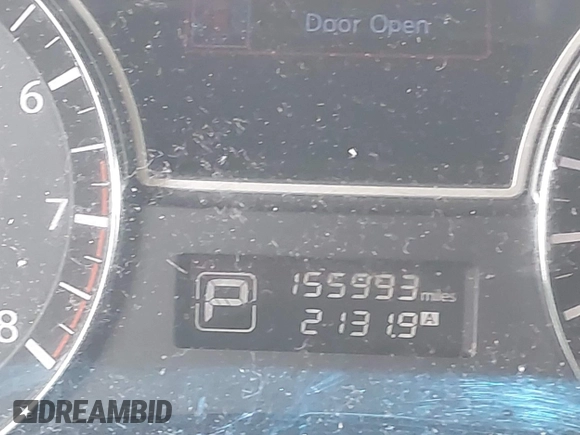 Door Open
6
7
8
P
155993 miles
2131.9 A
DREAMBID